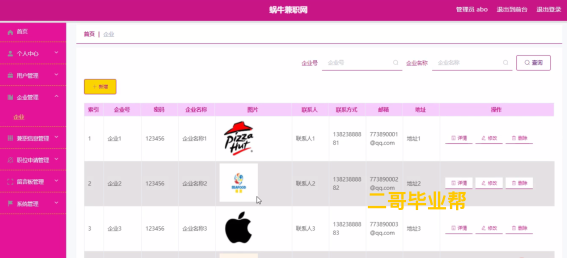 蜗牛兼职网
管理员 abo 退出到前台 退出登录
首页
个人中心
用户管理
企业管理
企业
兼职招聘管理
职位申请管理
留言板管理
系统管理
首页 | 企业
企业号 企业号 企业名称 企业名称 查询
+ 新增
索引 企业号 密码 企业名称 图片 联系人 联系方式 邮箱 地址 操作
1 企业1 123456 企业名称1 Pizza Hut 联系人1 13823888881 773890001@qq.com 地址1 详情 修改 删除
2 企业2 123456 企业名称2 联系人2 13823888882 773890002@qq.com 地址2 详情 修改 删除
3 企业3 123456 企业名称3 联系人3 13823888883 773890003@qq.com 地址3 详情 修改 删除
二哥毕业帮